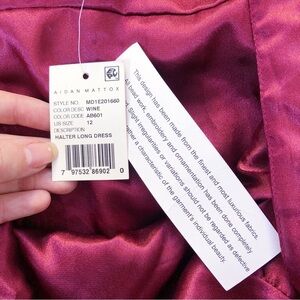 AIDAN MATTOX
STYLE NO. MD1E201660
COLOR DESC WINE
COLOR CODE AB601
US SIZE 12
DESCRIPTION
HALTER LONG DRESS
7 97532 86902 0
This design has been made from the finest and most luxurious fabrics.
All bead work, embroidery and ornamentation has been done completely
Slight irregularities or variations should not be regarded as defective
a characteristic of the garment's individual beauty.